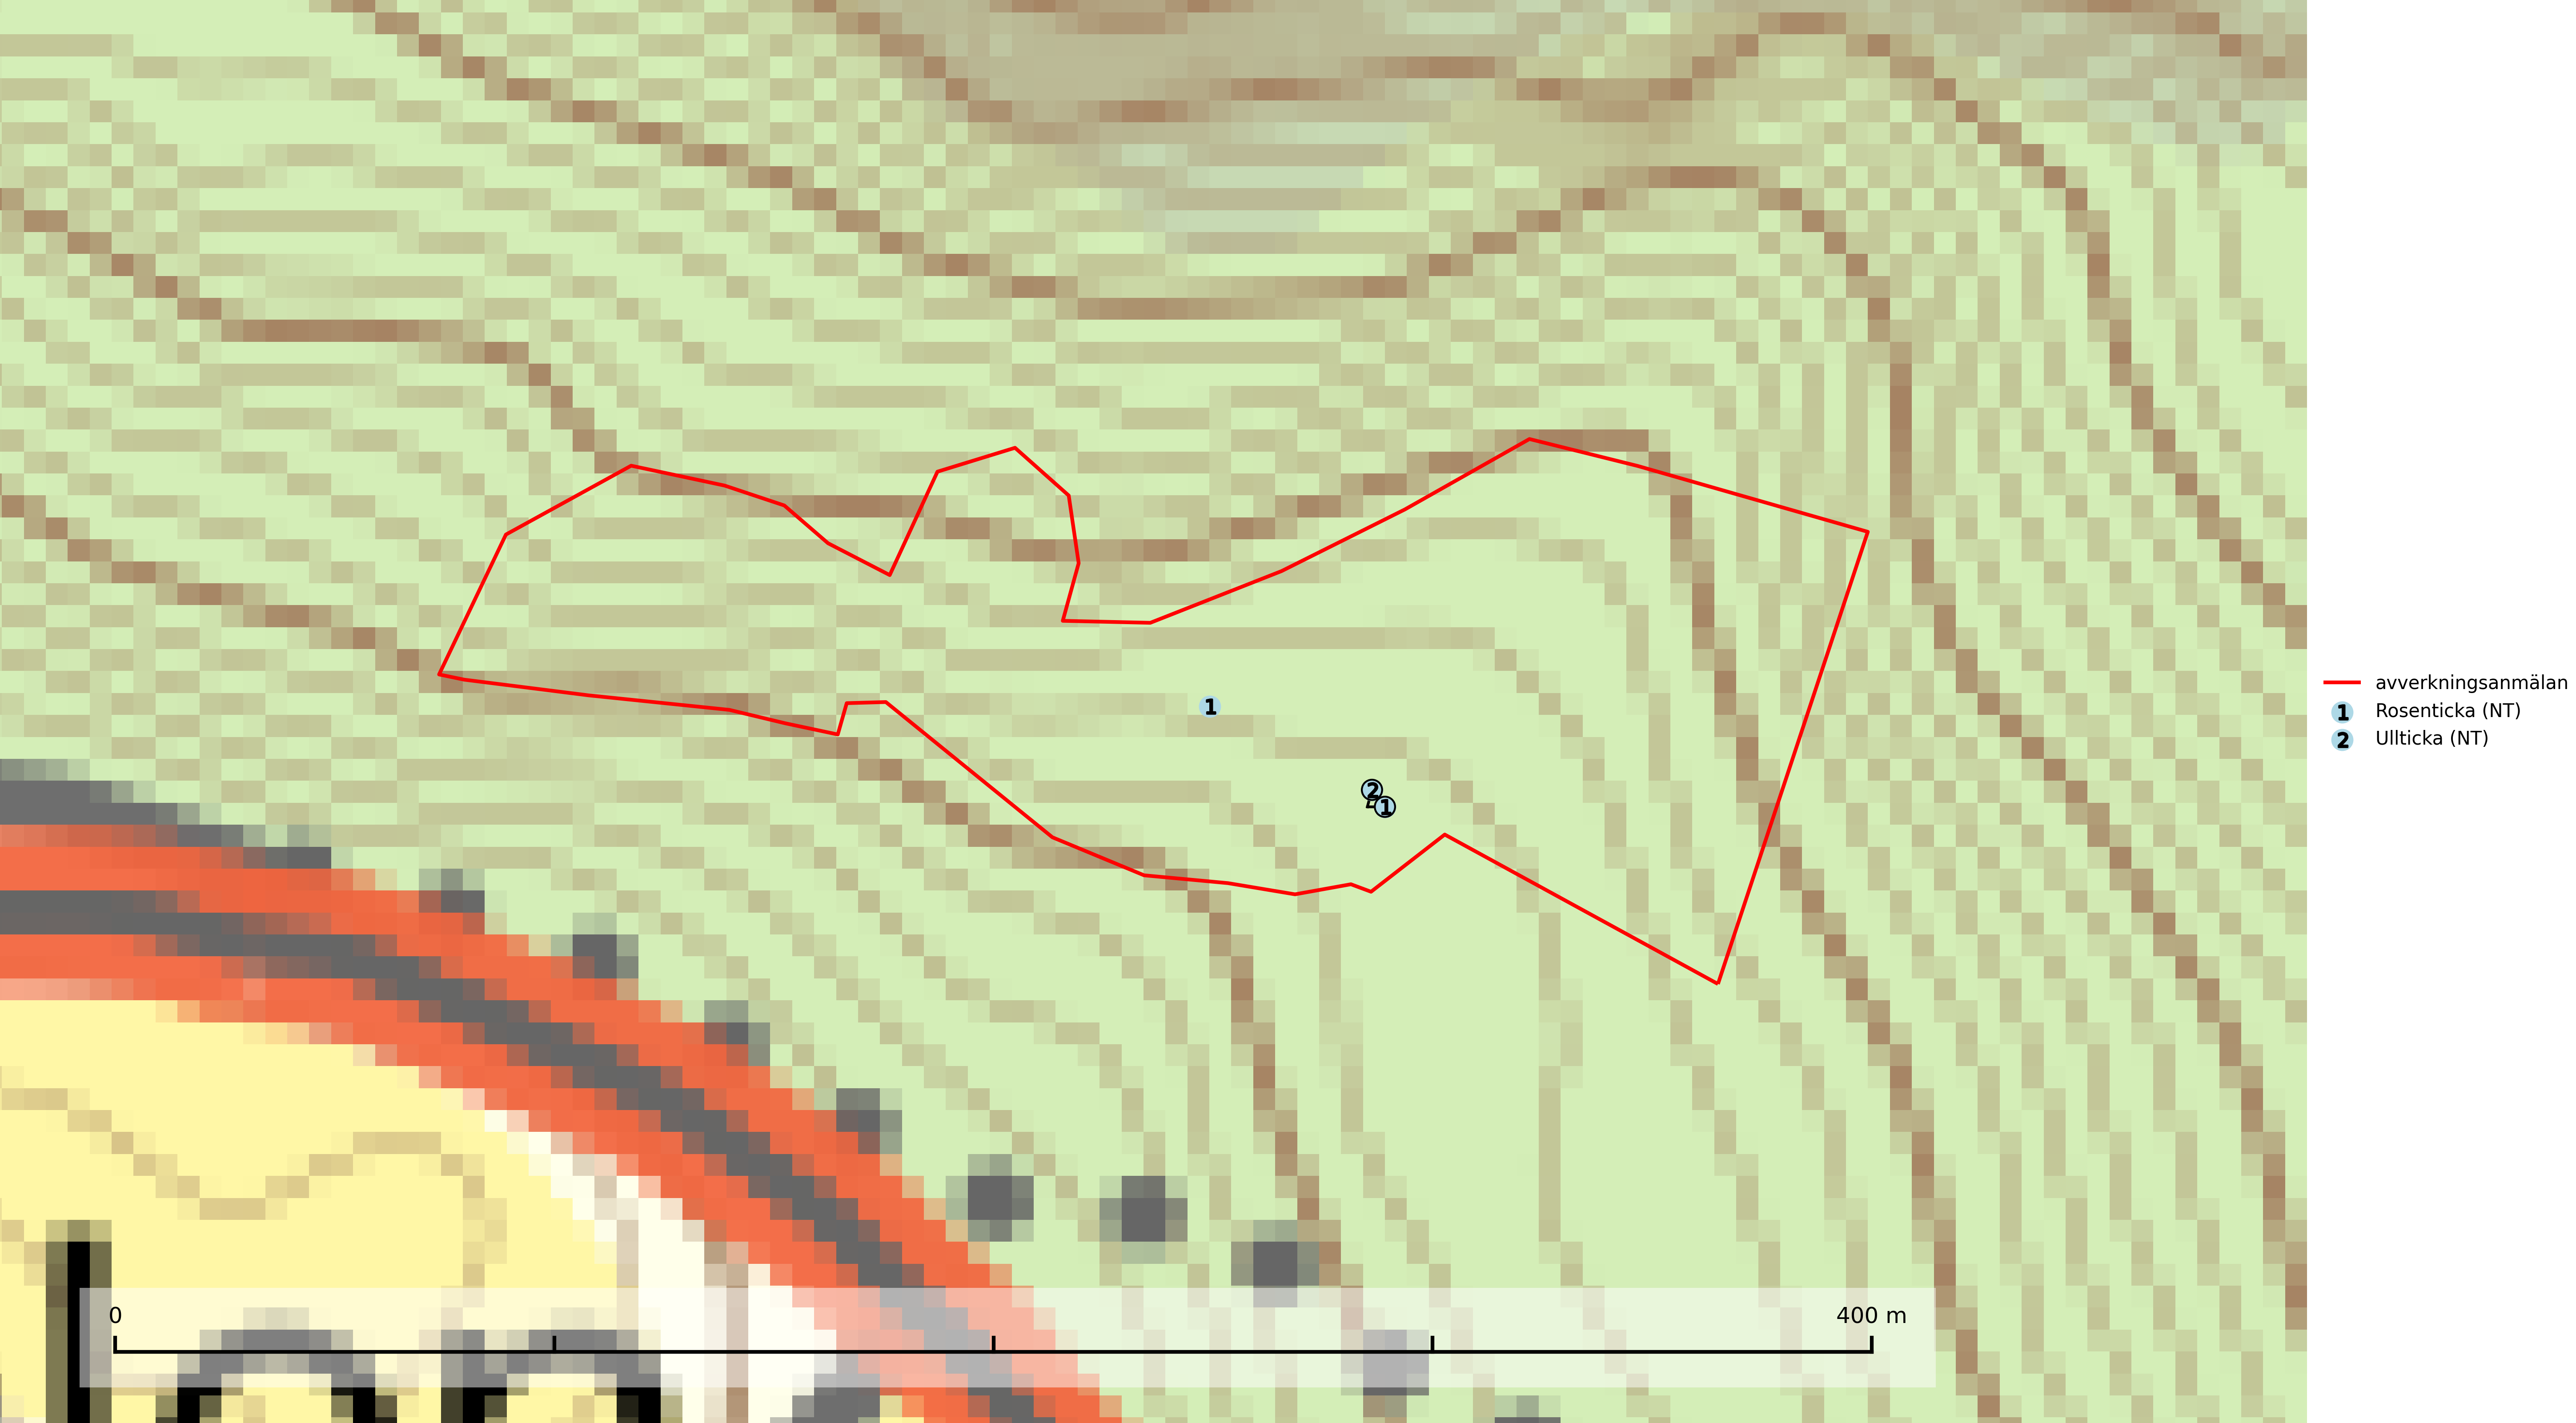 1
2
1
avverkningsanmälan
1 Rosenticka (NT)
2 Ullticka (NT)
0 400 m